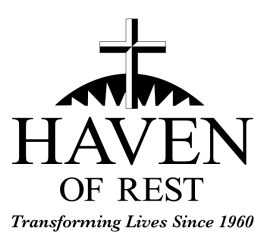 HAVEN
OF REST
Transforming Lives Since 1960